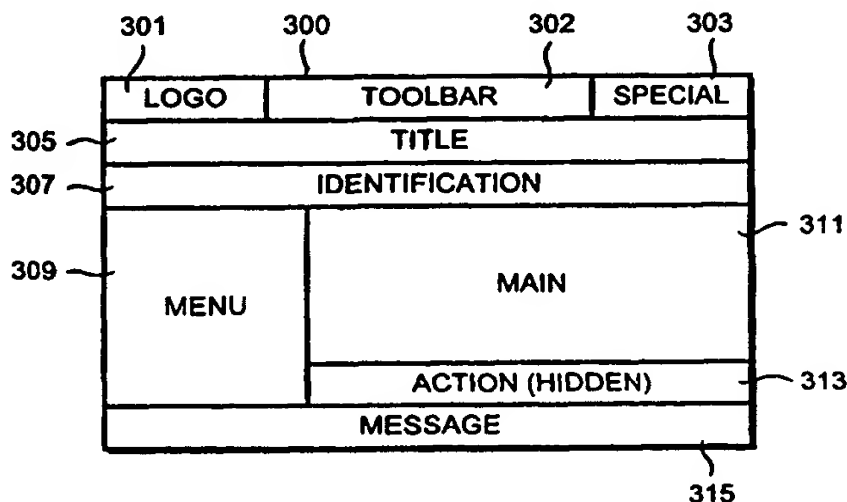 301 300 302 303
LOGO TOOLBAR SPECIAL
305 TITLE
307 IDENTIFICATION
311
309
MAIN
MENU
ACTION (HIDDEN) 313
MESSAGE
315